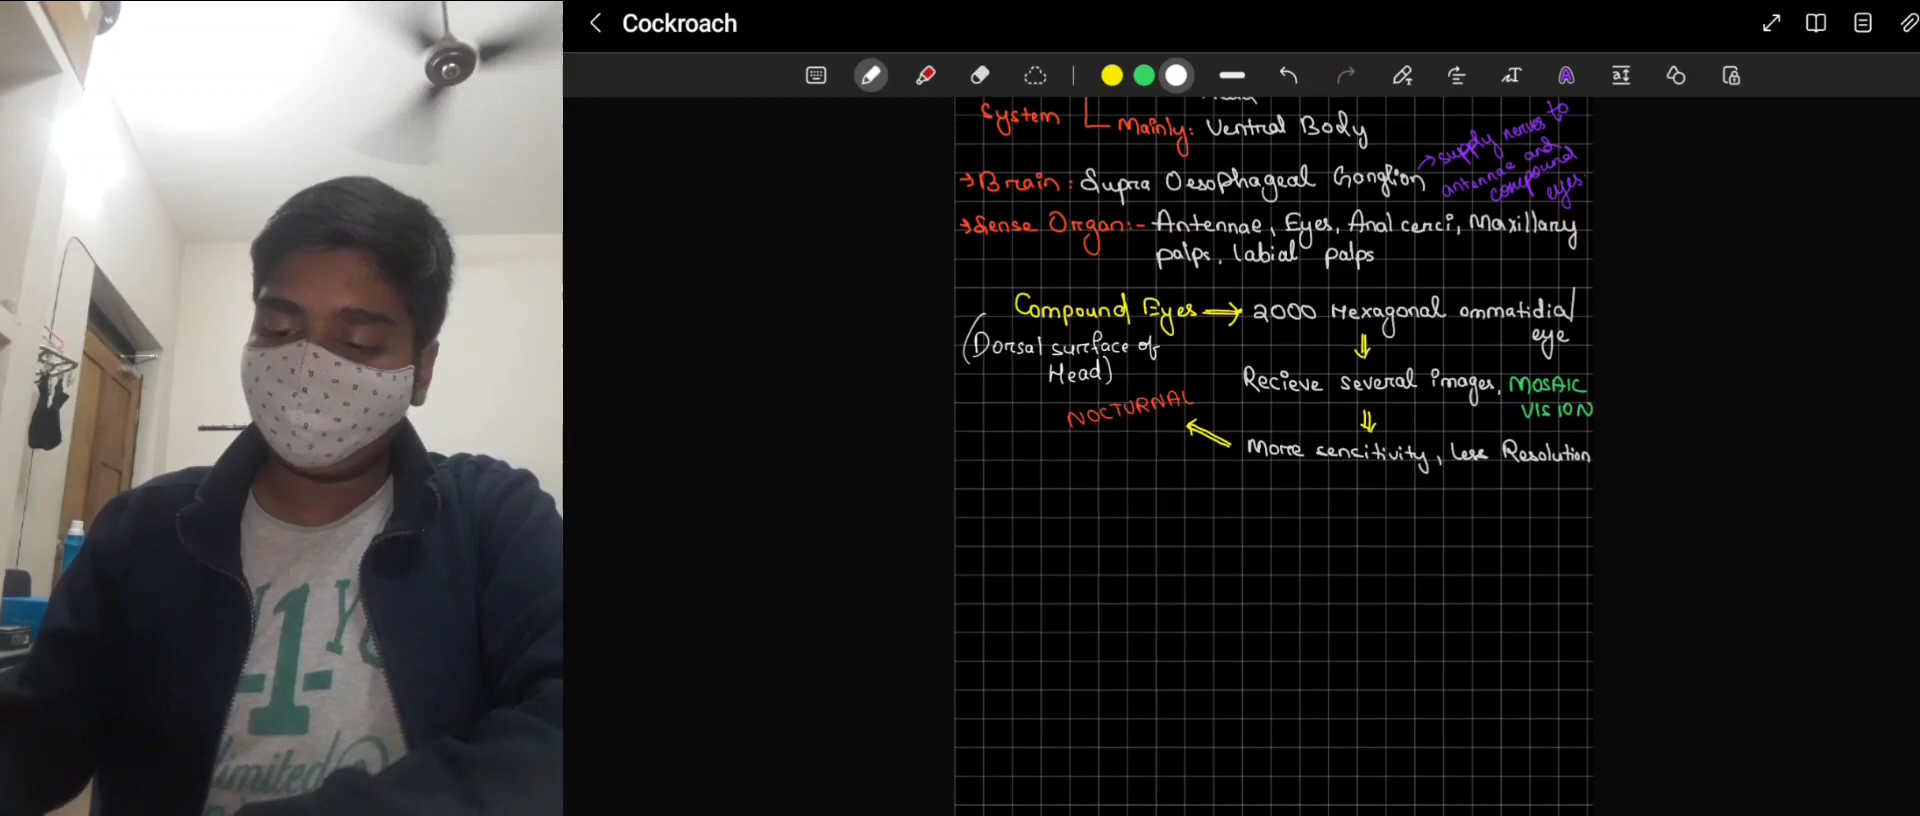 Cockroach
System
Mainly: Ventral Body
→ supply nerves to
antennae and
compound
eyes
→ Brain: Supra Oesophageal Ganglion
→ Sense Organ:- Antennae, Eyes, Anal cerci, Maxillary
palps, labial palps
Compound Eyes → 2000 Hexagonal ommatidia/
eye
(Dorsal surface of
Head)
Recieve several images, MOSAIC
VISION
NOCTURNAL
More sencitivity, less Resolution
1
limited